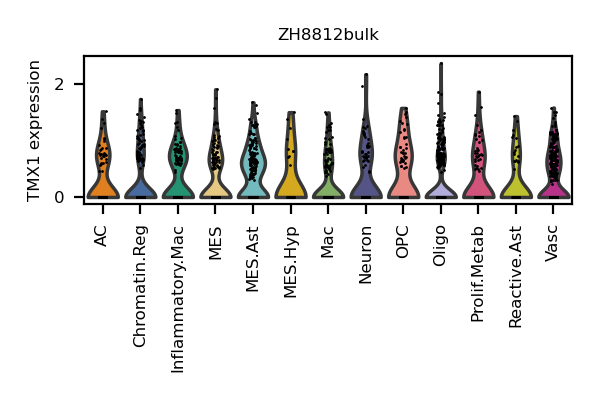 ZH8812bulk
TMX1 expression
2
0
AC
Chromatin.Reg
Inflammatory.Mac
MES
MES.Ast
MES.Hyp
Mac
Neuron
OPC
Oligo
Prolif.Metab
Reactive.Ast
Vasc